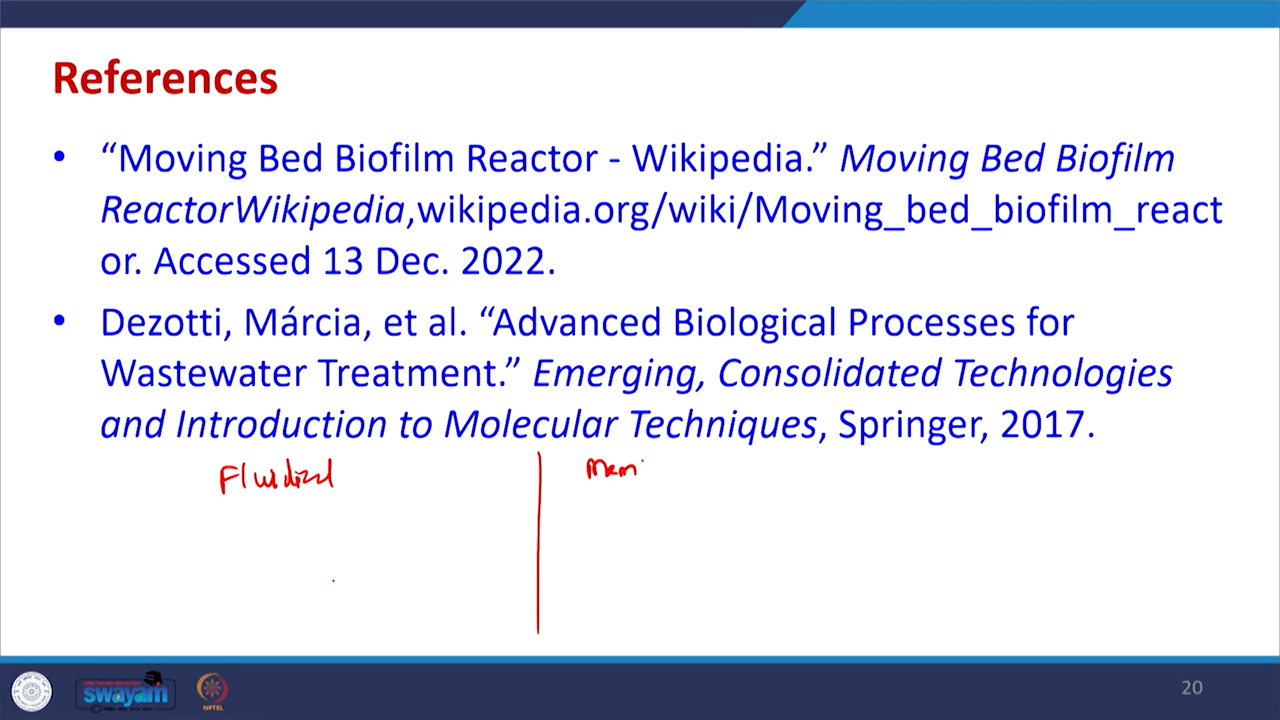 References
• “Moving Bed Biofilm Reactor - Wikipedia.” Moving Bed Biofilm
ReactorWikipedia,wikipedia.org/wiki/Moving_bed_biofilm_react
or. Accessed 13 Dec. 2022.
• Dezotti, Márcia, et al. “Advanced Biological Processes for
Wastewater Treatment.” Emerging, Consolidated Technologies
and Introduction to Molecular Techniques, Springer, 2017.
Fluidized
Mem
swayam
NPTEL
20